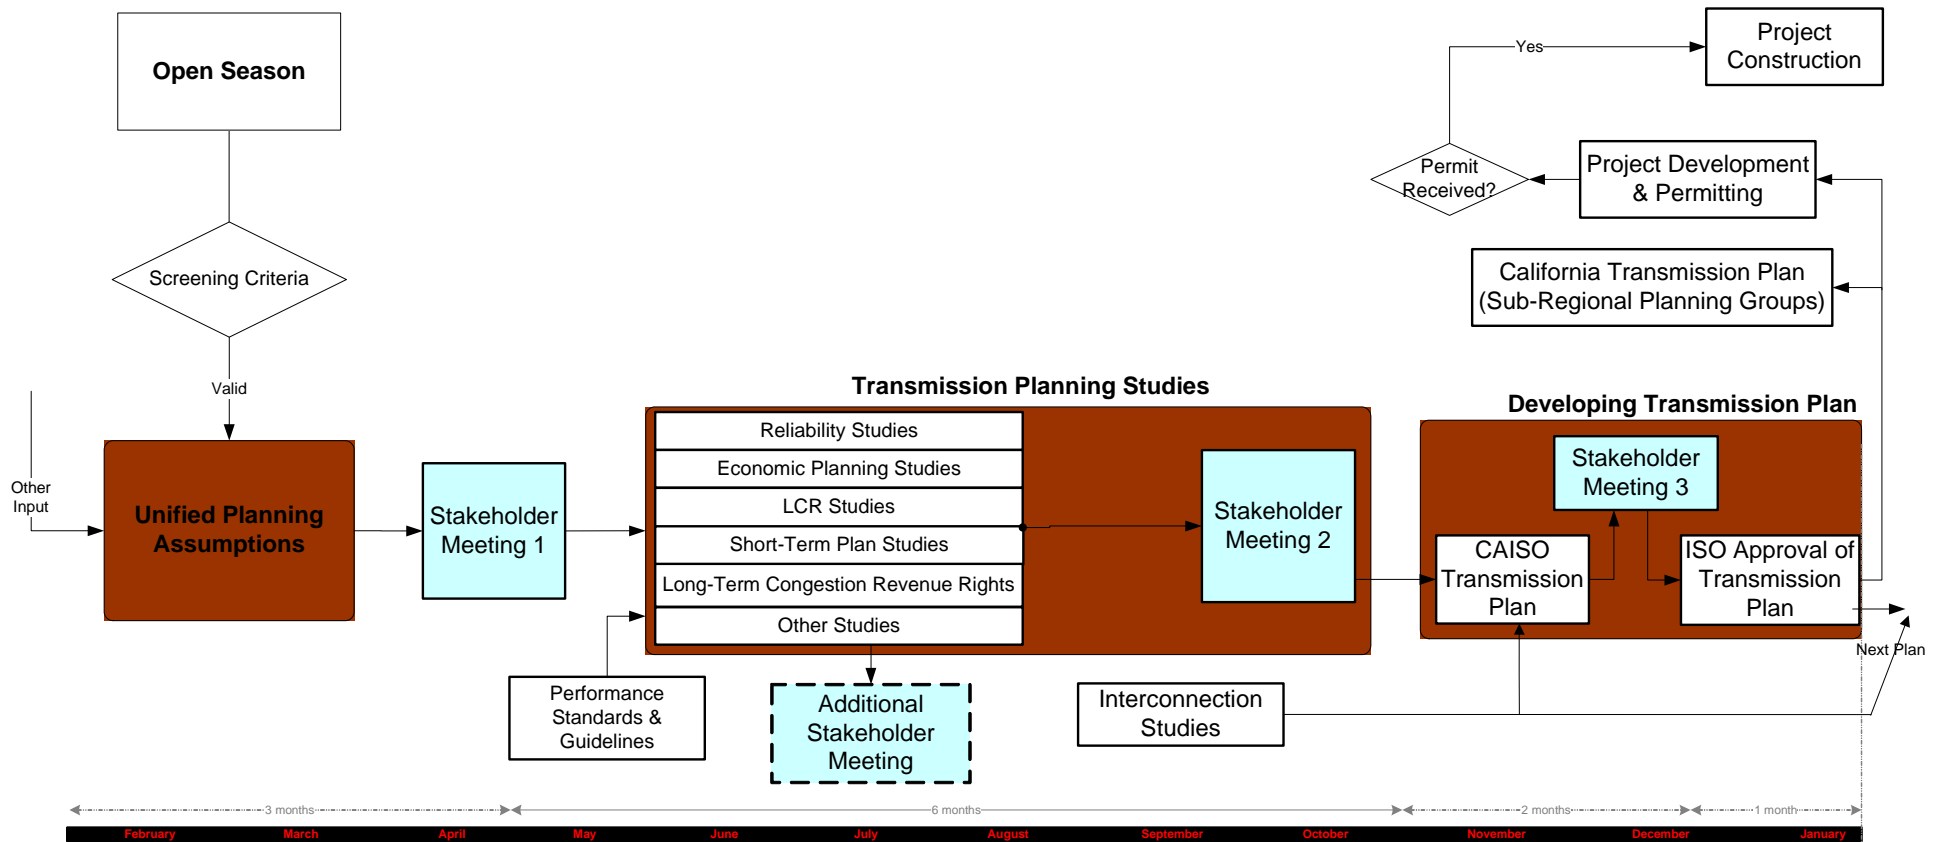 Open Season
Screening Criteria
Valid
Other
Input
Unified Planning
Assumptions
Stakeholder
Meeting 1
Transmission Planning Studies
Reliability Studies
Economic Planning Studies
LCR Studies
Short-Term Plan Studies
Long-Term Congestion Revenue Rights
Other Studies
Stakeholder
Meeting 2
Performance
Standards &
Guidelines
Additional
Stakeholder
Meeting
Interconnection
Studies
Developing Transmission Plan
Stakeholder
Meeting 3
CAISO
Transmission
Plan
ISO Approval of
Transmission
Plan
Next Plan
California Transmission Plan
(Sub-Regional Planning Groups)
Project Development
& Permitting
Permit
Received?
Yes
Project
Construction
3 months
6 months
2 months
1 month
February
March
April
May
June
July
August
September
October
November
December
January